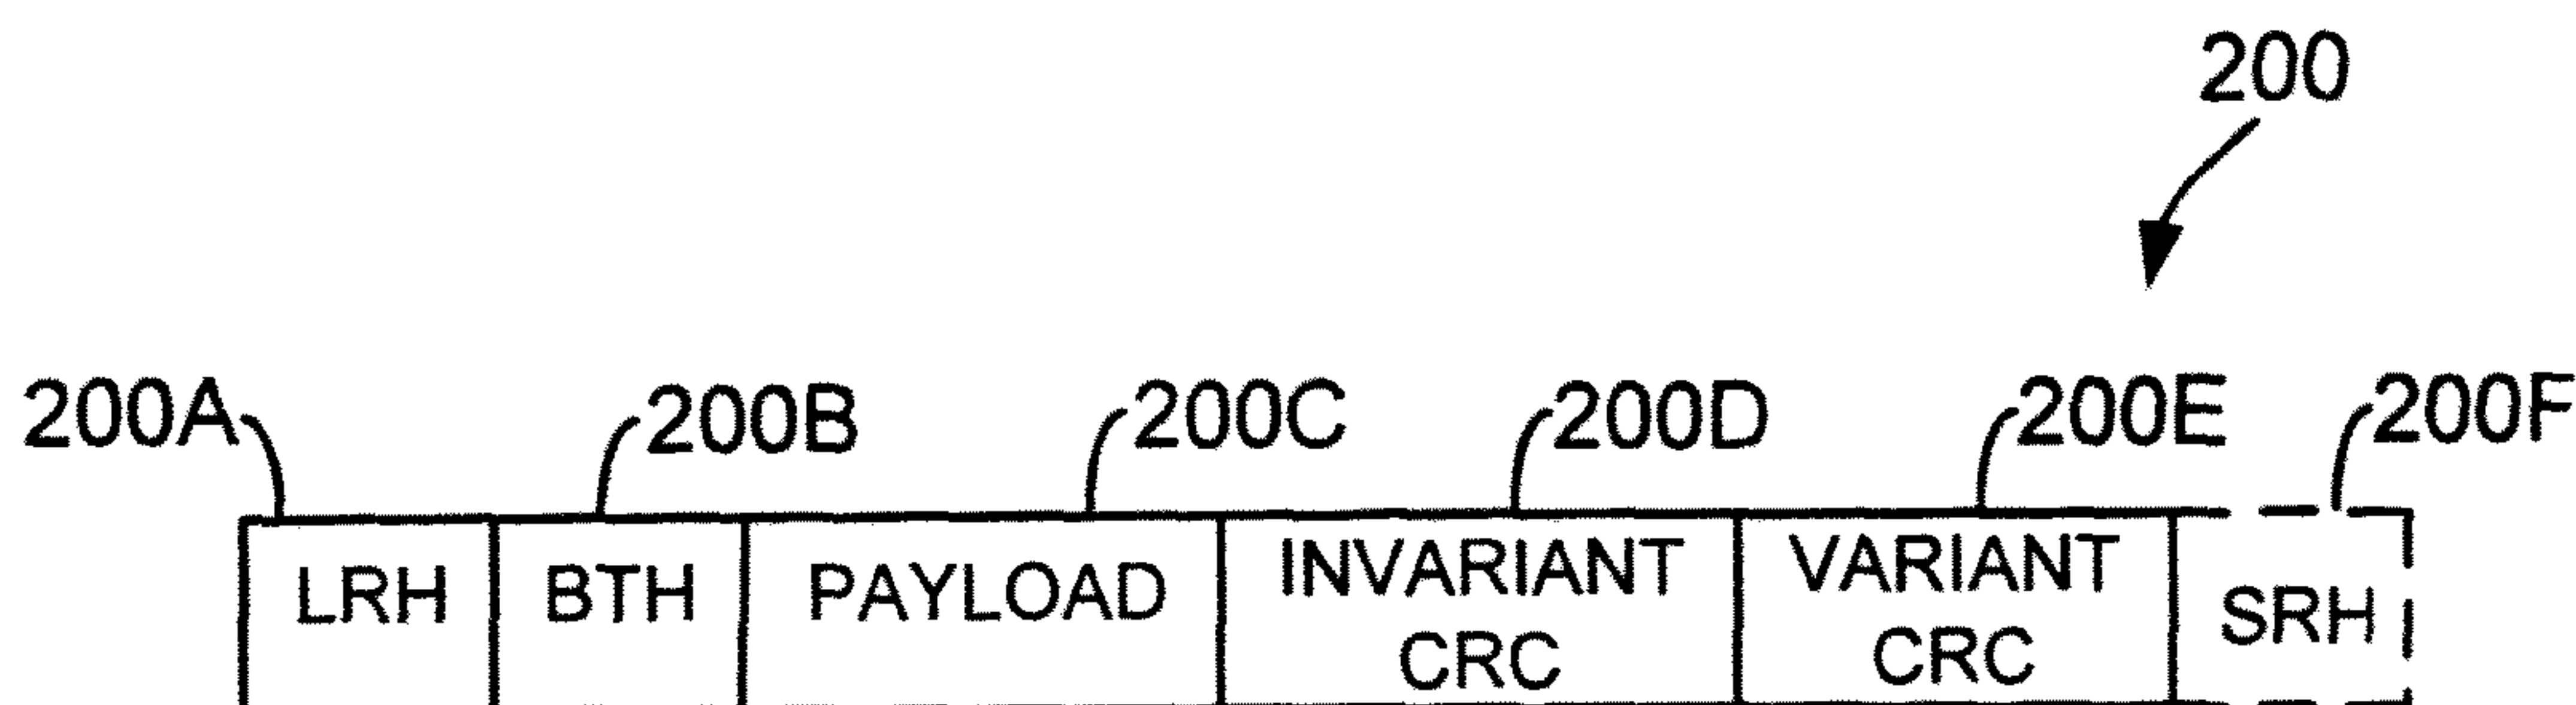 200
200A 200B 200C 200D 200E 200F
LRH BTH PAYLOAD INVARIANT CRC VARIANT CRC SRH